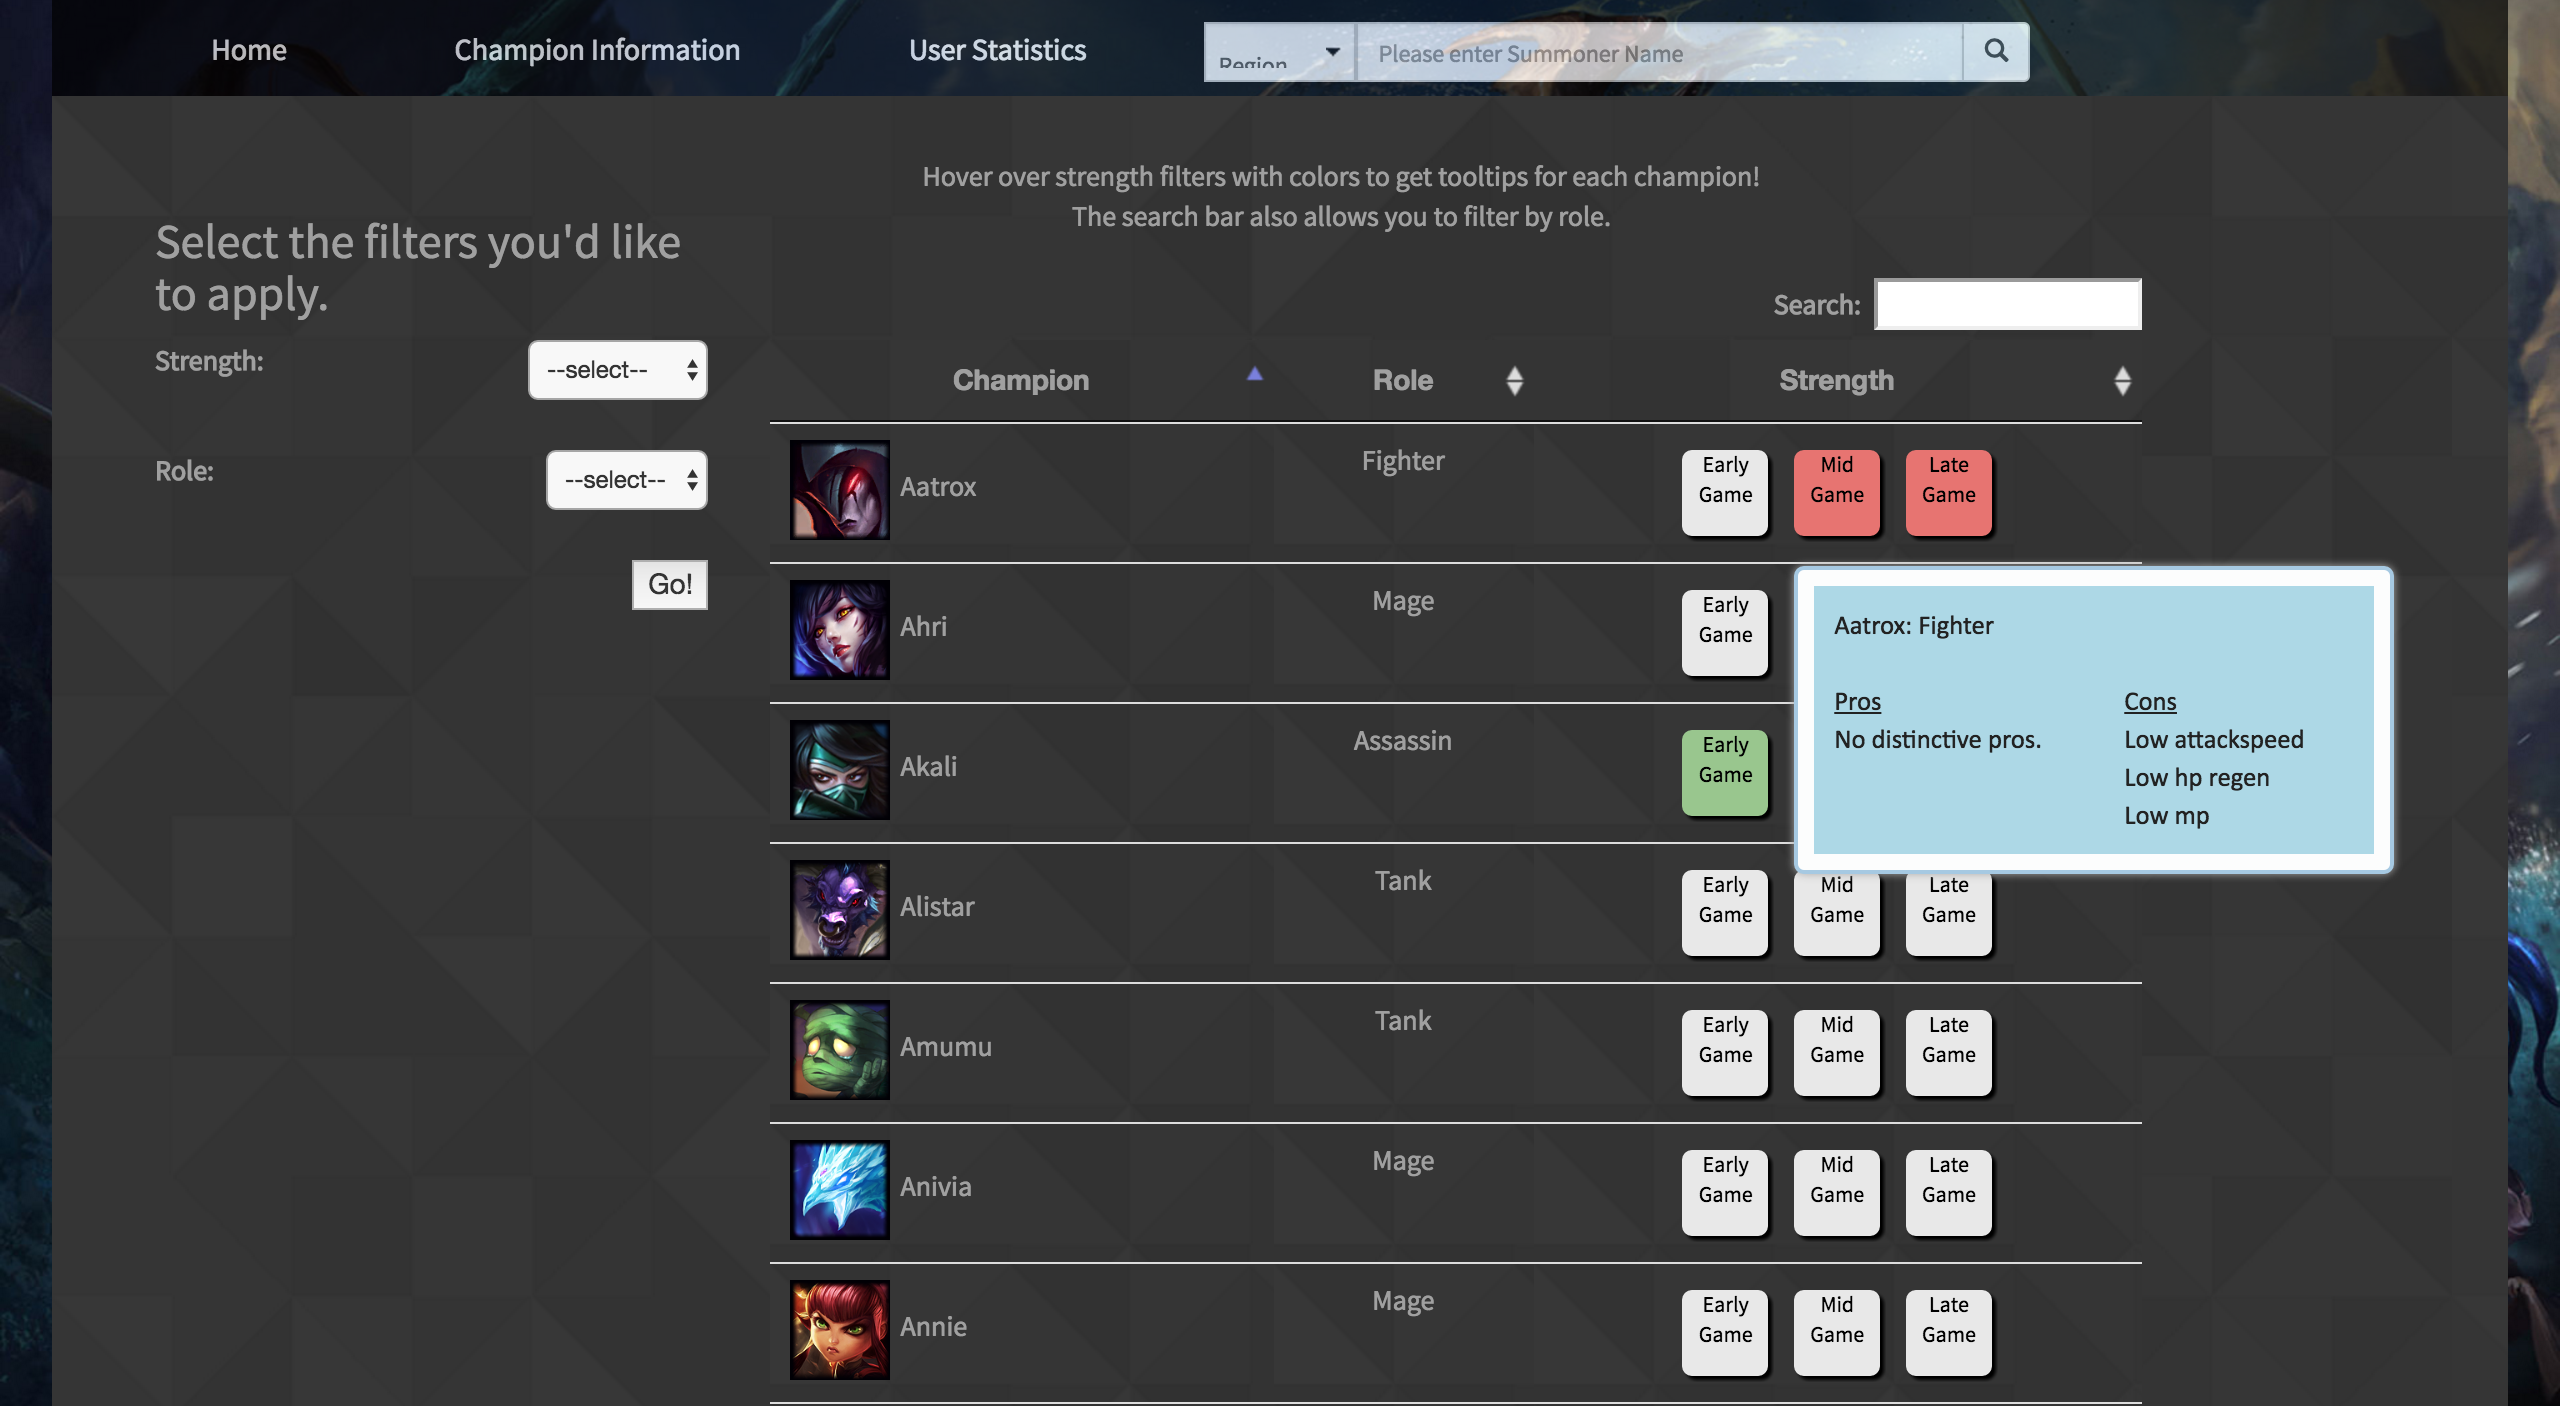 Home
Champion Information
User Statistics
Region
Please enter Summoner Name
Hover over strength filters with colors to get tooltips for each champion!
The search bar also allows you to filter by role.
Select the filters you'd like
to apply.
Strength:
--select--
Role:
--select--
Go!
Search:
Champion
Role
Strength
Aatrox
Fighter
Early
Game
Mid
Game
Late
Game
Ahri
Mage
Early
Game
Aatrox: Fighter
Pros
No distinctive pros.
Cons
Low attackspeed
Low hp regen
Low mp
Akali
Assassin
Early
Game
Alistar
Tank
Early
Game
Mid
Game
Late
Game
Amumu
Tank
Early
Game
Mid
Game
Late
Game
Anivia
Mage
Early
Game
Mid
Game
Late
Game
Annie
Mage
Early
Game
Mid
Game
Late
Game